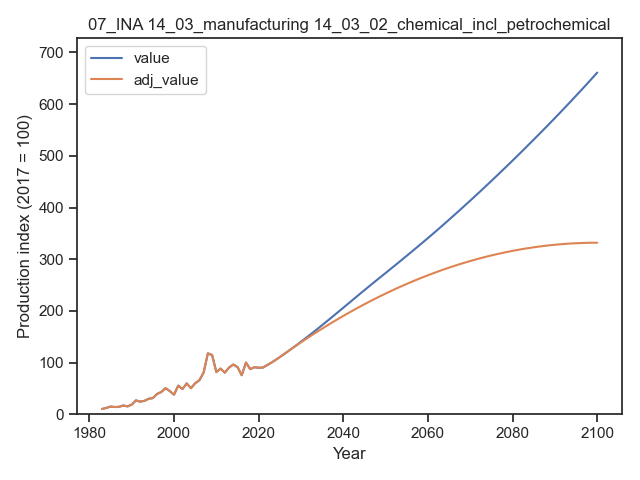 07_INA 14_03_manufacturing 14_03_02_chemical_incl_petrochemical
value
adj_value
Production index (2017 = 100)
700
600
500
400
300
200
100
0
1980 2000 2020 2040 2060 2080 2100
Year